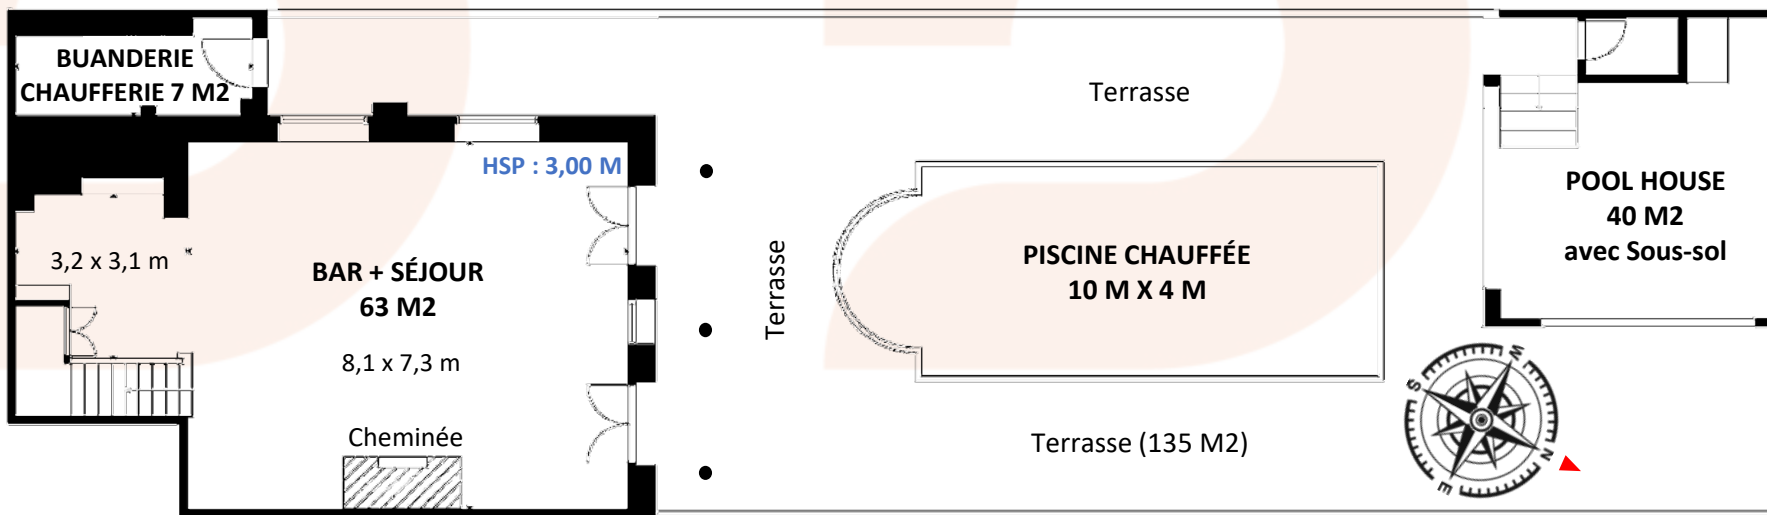 BUANDERIE
CHAUFFERIE 7 M2
Terrasse
HSP : 3,00 M
3,2 x 3,1 m
BAR + SÉJOUR
63 M2
8,1 x 7,3 m
Cheminée
Terrasse
PISCINE CHAUFFÉE
10 M X 4 M
Terrasse (135 M2)
POOL HOUSE
40 M2
avec Sous-sol
W
S
N
E